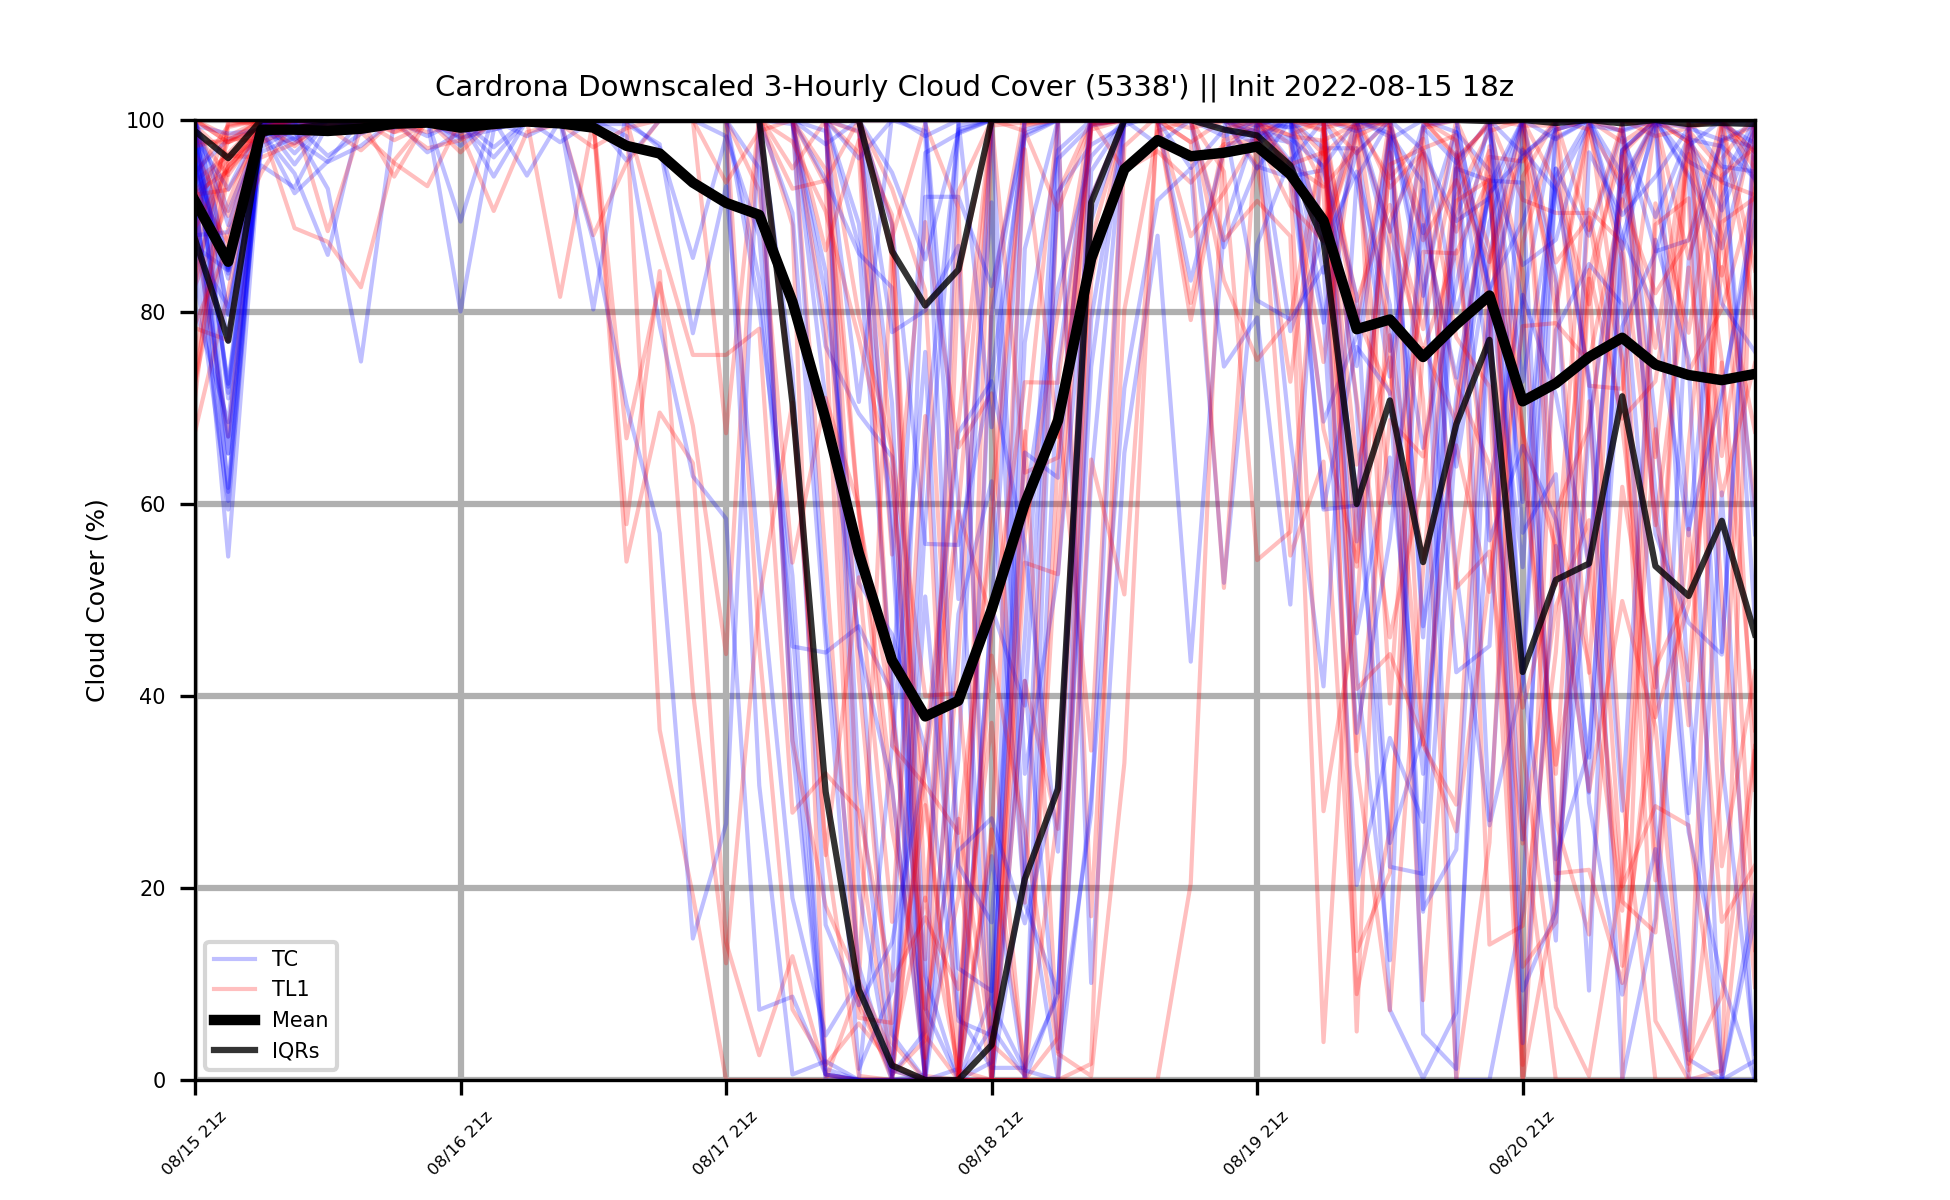 Cardrona Downscaled 3-Hourly Cloud Cover (5338') || Init 2022-08-15 18z
Cloud Cover (%)
100
80
60
40
20
0
TC
TL1
Mean
IQRs
08/15 21z
08/16 21z
08/17 21z
08/18 21z
08/19 21z
08/20 21z